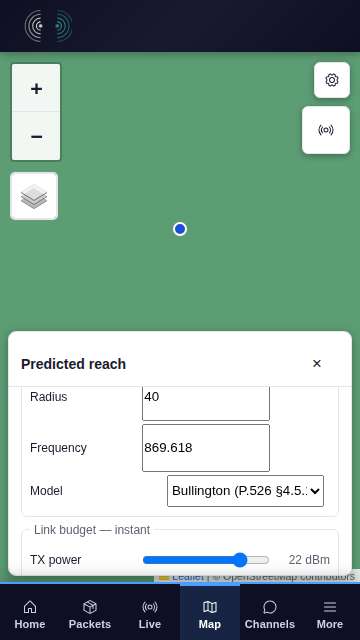 +
−
Predicted reach
×
Radius
40
Frequency
869.618
Model
Bullington (P.526 §4.5.
Link budget — instant
TX power
22 dBm
Leaflet | © OpenStreetMap contributors
Home
Packets
Live
Map
Channels
More